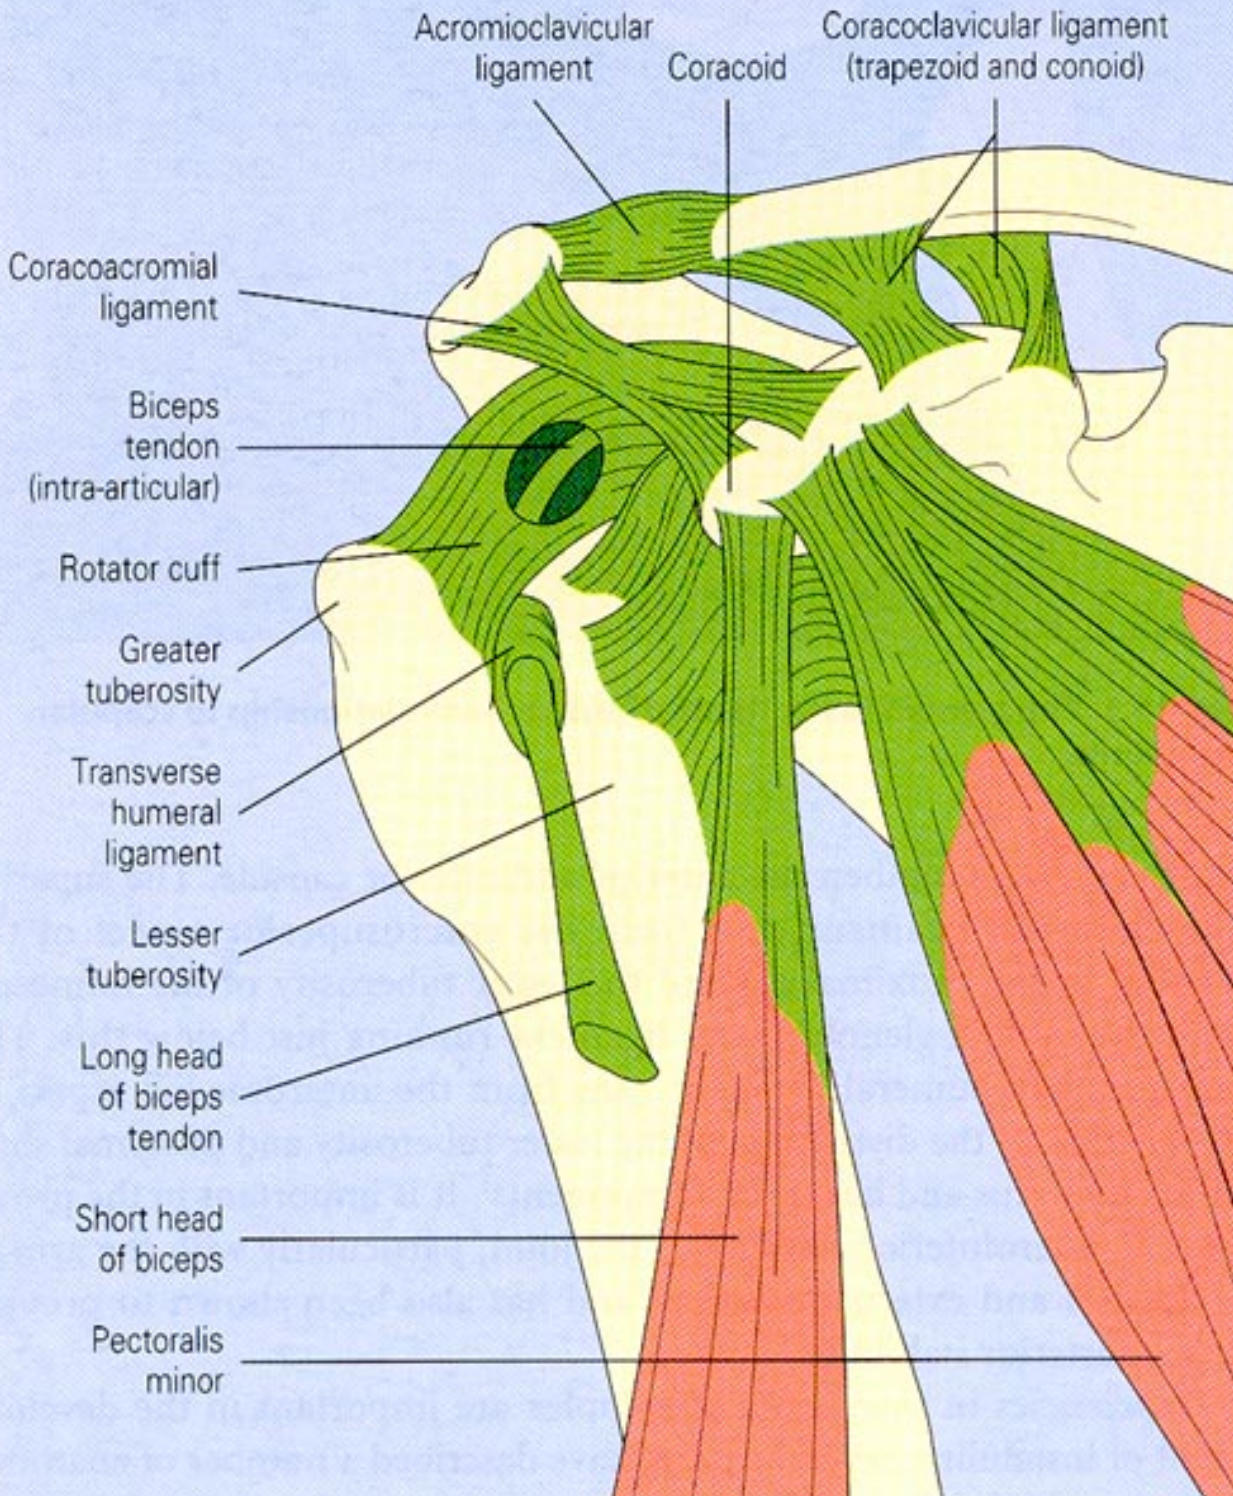 Acromioclavicular
ligament
Coracoid
Coracoclavicular ligament
(trapezoid and conoid)
Coracoacromial
ligament
Biceps
tendon
(intra-articular)
Rotator cuff
Greater
tuberosity
Transverse
humeral
ligament
Lesser
tuberosity
Long head
of biceps
tendon
Short head
of biceps
Pectoralis
minor